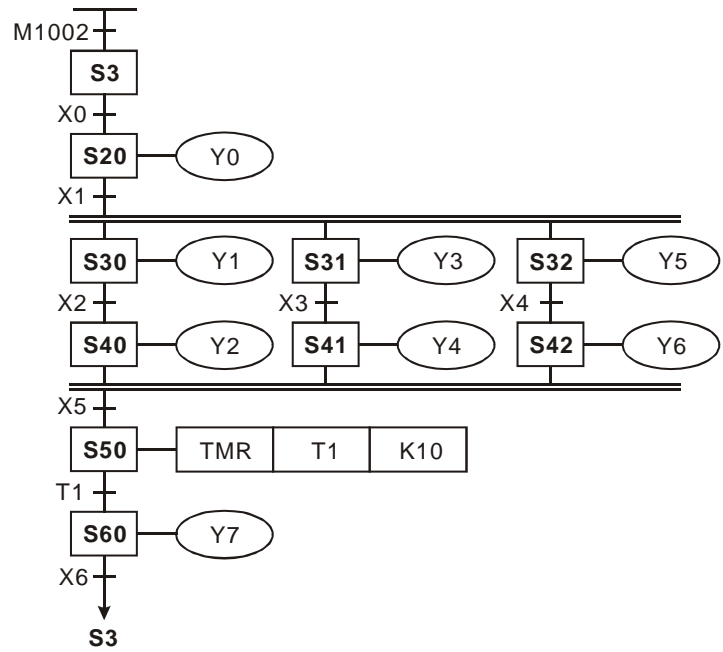 M1002
S3
X0
S20 Y0
X1
S30 Y1 S31 Y3 S32 Y5
X2 X3 X4
S40 Y2 S41 Y4 S42 Y6
X5
S50 TMR T1 K10
T1
S60 Y7
X6
S3